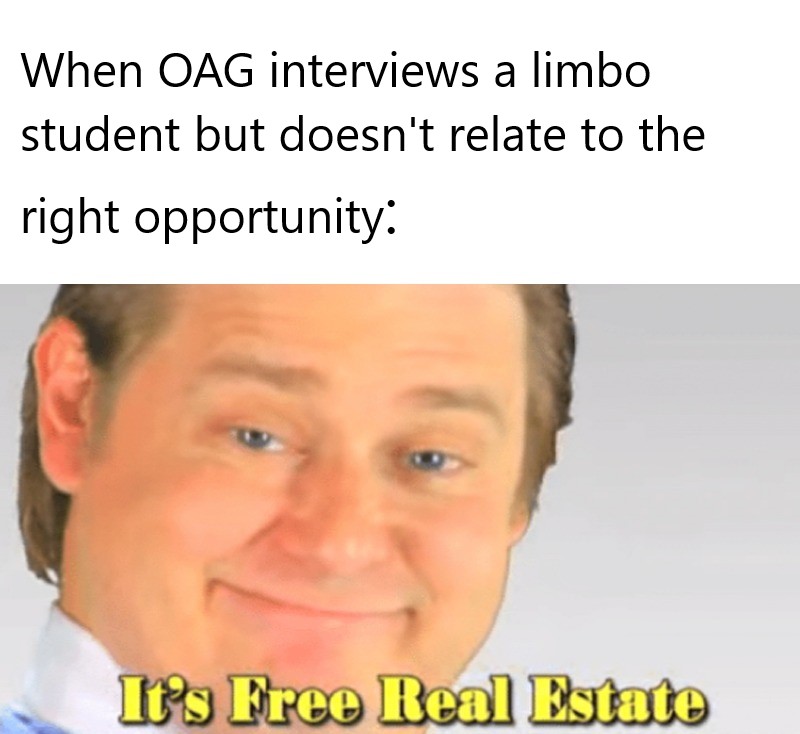 When OAG interviews a limbo
student but doesn't relate to the
right opportunity:
It's Free Real Estate